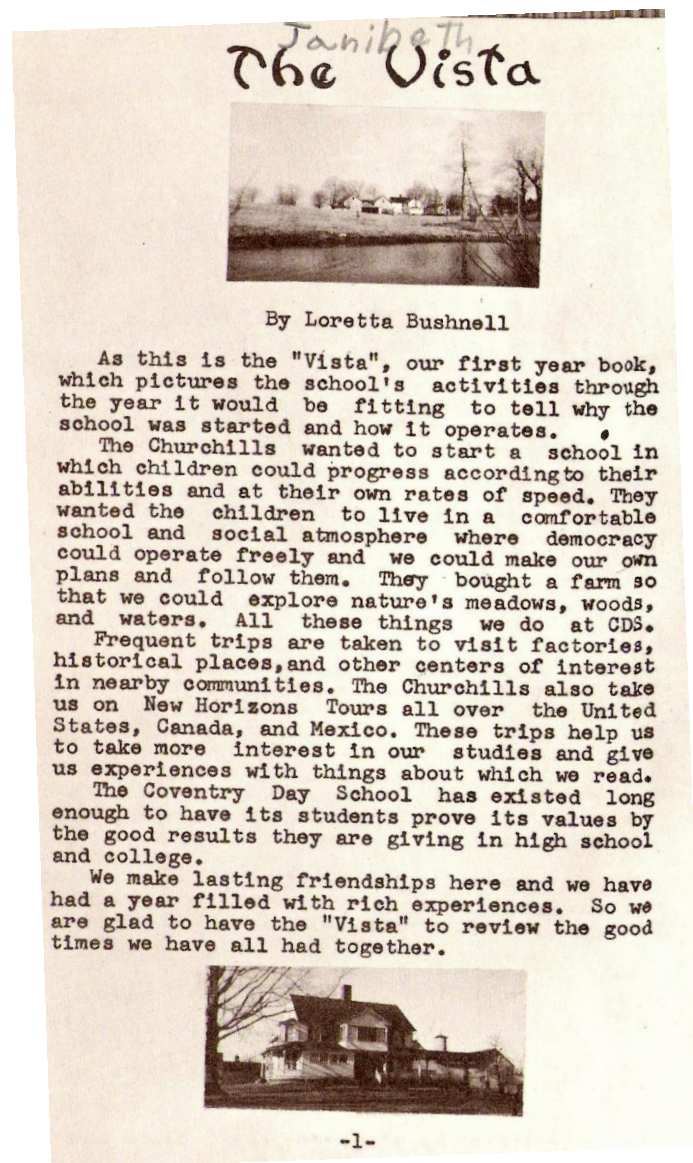 Janibeth
The Vista
By Loretta Bushnell
As this is the "Vista", our first year book,
which pictures the school's activities through
the year it would be fitting to tell why the
school was started and how it operates.
The Churchills wanted to start a school in
which children could progress accordingto their
abilities and at their own rates of speed. They
wanted the children to live in a comfortable
school and social atmosphere where democracy
could operate freely and we could make our own
plans and follow them. They bought a farm so
that we could explore nature's meadows, woods,
and waters. All these things we do at CDS.
Frequent trips are taken to visit factories,
historical places,and other centers of interest
in nearby communities. The Churchills also take
us on New Horizons Tours all over the United
States, Canada, and Mexico. These trips help us
to take more interest in our studies and give
us experiences with things about which we read.
The Coventry Day School has existed long
enough to have its students prove its values by
the good results they are giving in high school
and college.
We make lasting friendships here and we have
had a year filled with rich experiences. So we
are glad to have the "Vista" to review the good
times we have all had together.
-1-